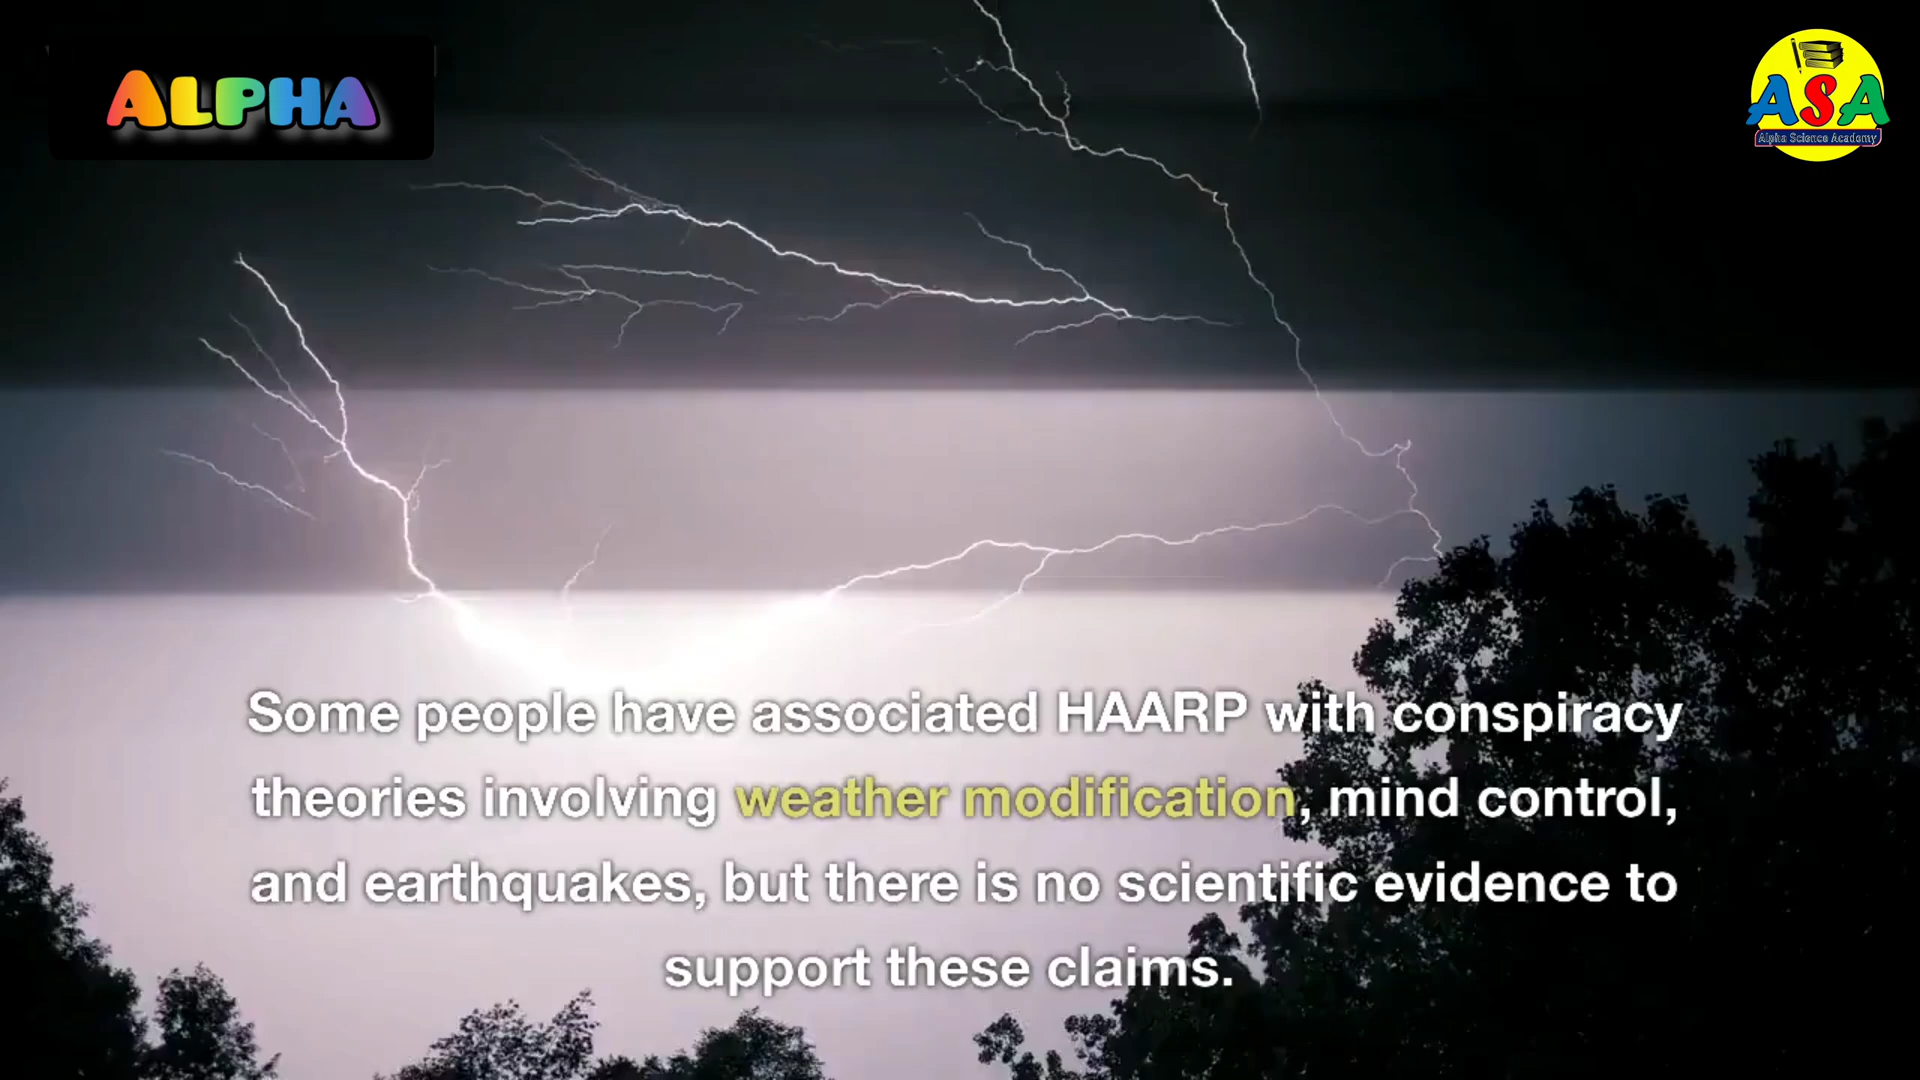 ALPHA
ASA
Alpha Science Academy
Some people have associated HAARP with conspiracy
theories involving weather modification, mind control,
and earthquakes, but there is no scientific evidence to
support these claims.